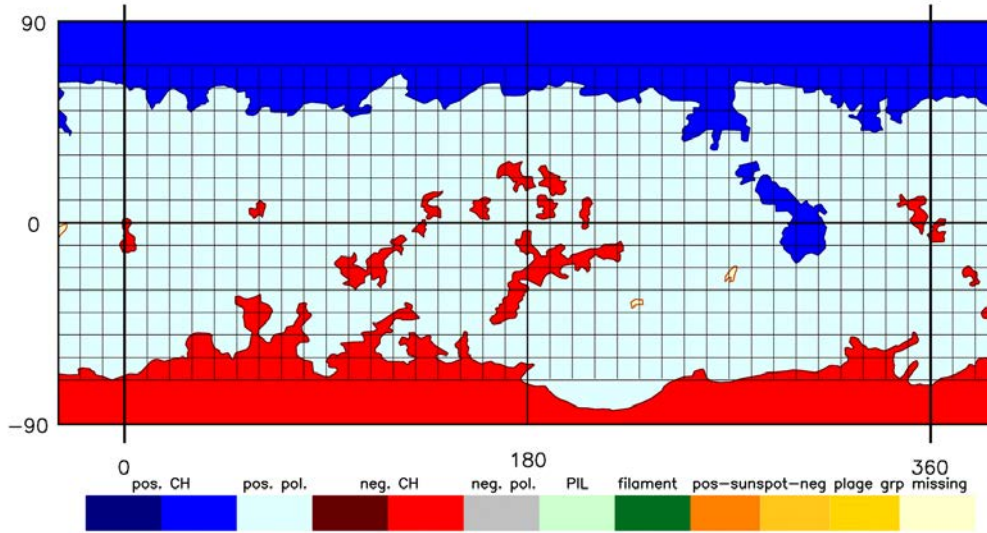 90
0
−90
0 180 360
pos. CH pos. pol. neg. CH neg. pol. PIL filament pos−sunspot−neg plage grp missing